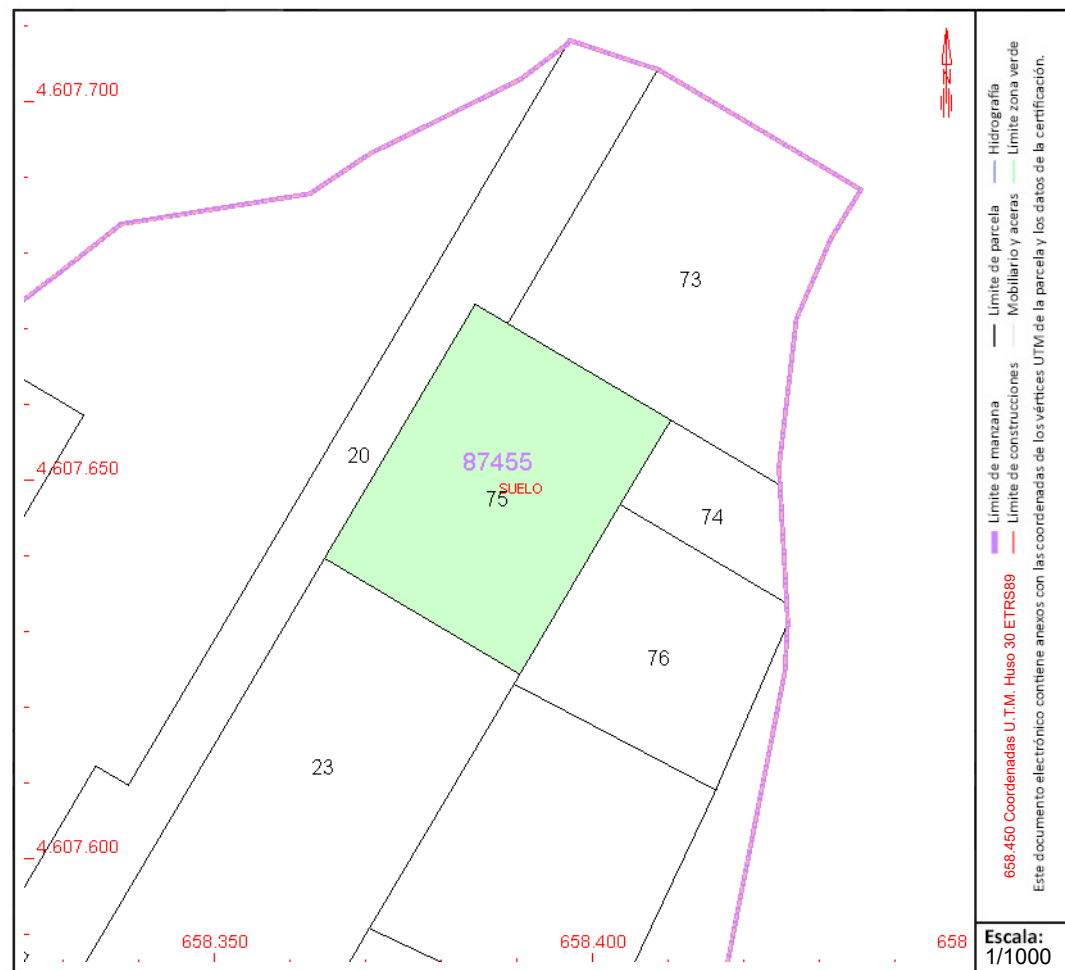 4.607.700
73
20
4.607.650
87455
SUELO
75
74
76
23
4.607.600
658.350
658.400
658
N
Límite de manzana
Límite de parcela
Hidrografía
658.450 Coordenadas U.T.M. Huso 30 ETRS89
Límite de construcciones
Mobiliario y aceras
Límite zona verde
Este documento electrónico contiene anexos con las coordenadas de los vértices UTM de la parcela y los datos de la certificación.
Escala:
1/1000